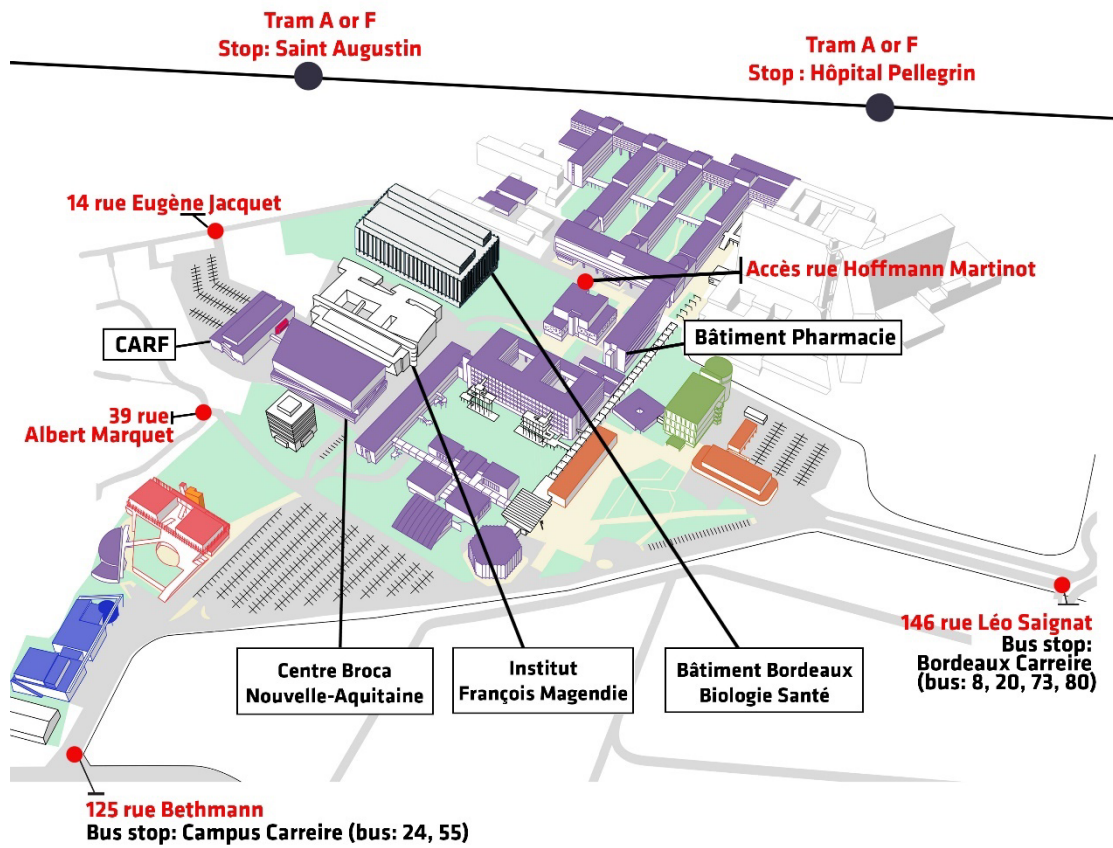 Tram A or F
Stop: Saint Augustin
Tram A or F
Stop : Hôpital Pellegrin
14 rue Eugène Jacquet
Accès rue Hoffmann Martinot
CARF
Bâtiment Pharmacie
39 rue
Albert Marquet
146 rue Léo Saignat
Bus stop:
Bordeaux Carreire
(bus: 8, 20, 73, 80)
Centre Broca
Nouvelle-Aquitaine
Institut
François Magendie
Bâtiment Bordeaux
Biologie Santé
125 rue Bethmann
Bus stop: Campus Carreire (bus: 24, 55)